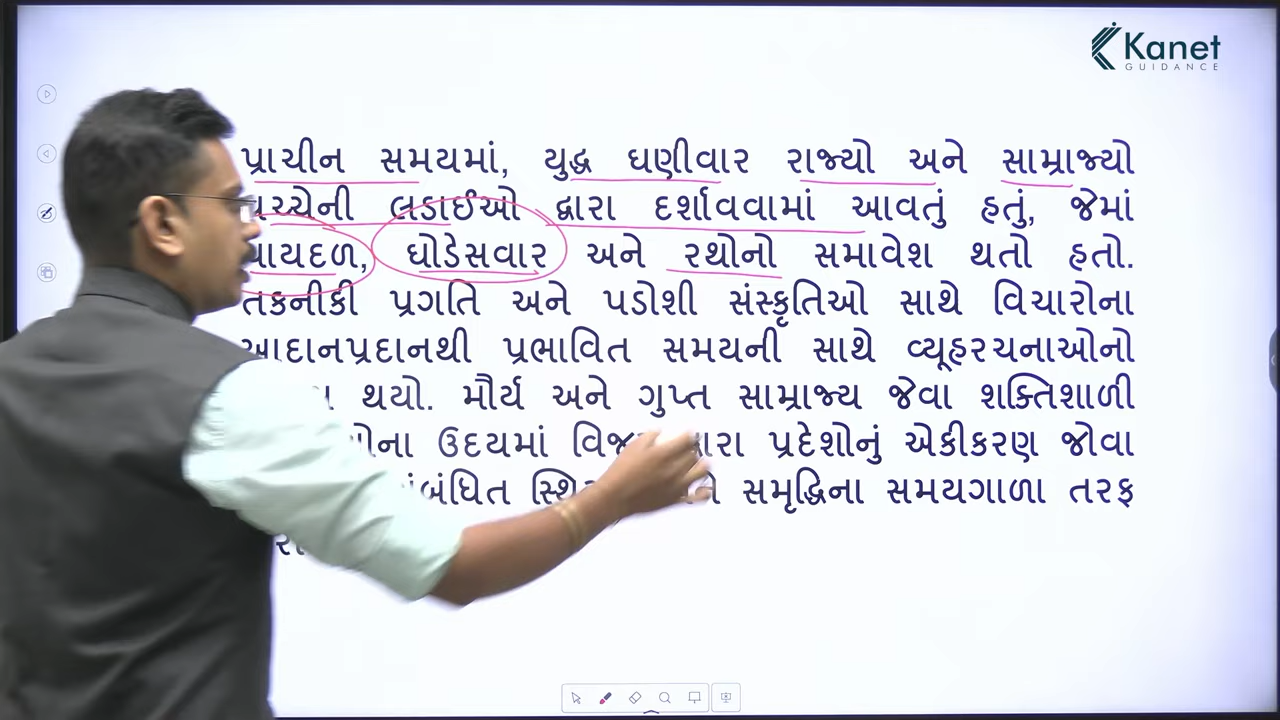 Kanet
GUIDANCE
પ્રાચીન સમયમાં, યુદ્ધ ઘણીવાર રાજ્યો અને સામ્રાજ્યો
વચ્ચેની લડાઈઓ દ્વારા દર્શાવવામાં આવતું હતું, જેમાં
પાયદળ, ઘોડેસવાર અને રથોનો સમાવેશ થતો હતો.
તકનીકી પ્રગતિ અને પડોશી સંસ્કૃતિઓ સાથે વિચારોના
આદાનપ્રદાનથી પ્રભાવિત સમયની સાથે વ્યૂહરચનાઓનો
થયો. મૌર્ય અને ગુપ્ત સામ્રાજ્ય જેવા શક્તિશાળી
ઉદયમાં પ્રદેશોનું એકીકરણ જોવા
સમૃદ્ધિના સમયગાળા તરફ